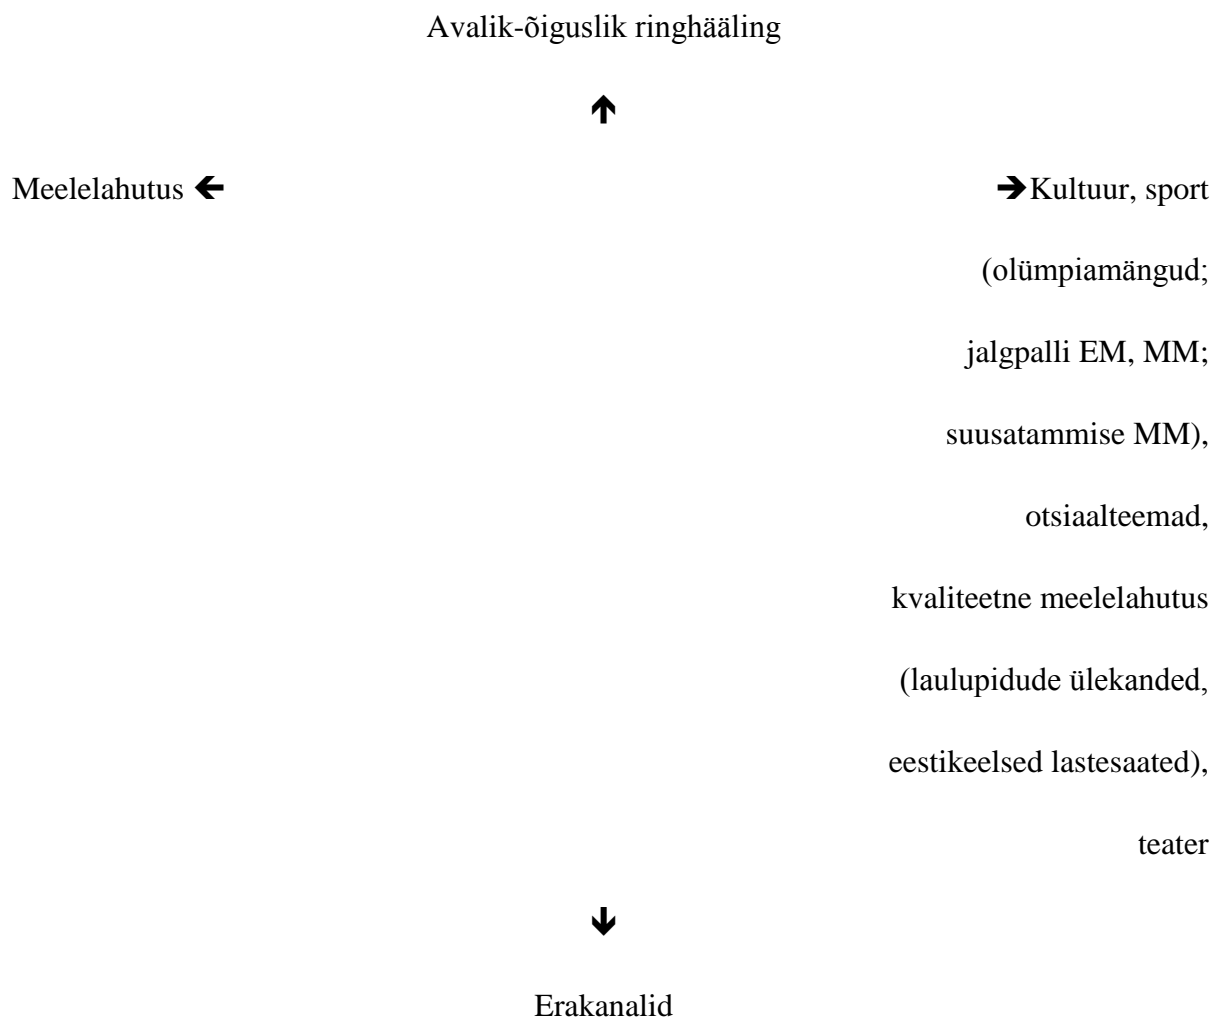 Avalik-õiguslik ringhääling
↑
Meelelahutus ← → Kultuur, sport
(olümpiamängud;
jalgpalli EM, MM;
suusatammise MM),
otsiaalteemad,
kvaliteetne meelelahutus
(laulupidude ülekanded,
eestikeelsed lastesaated),
teater
↓
Erakanalid